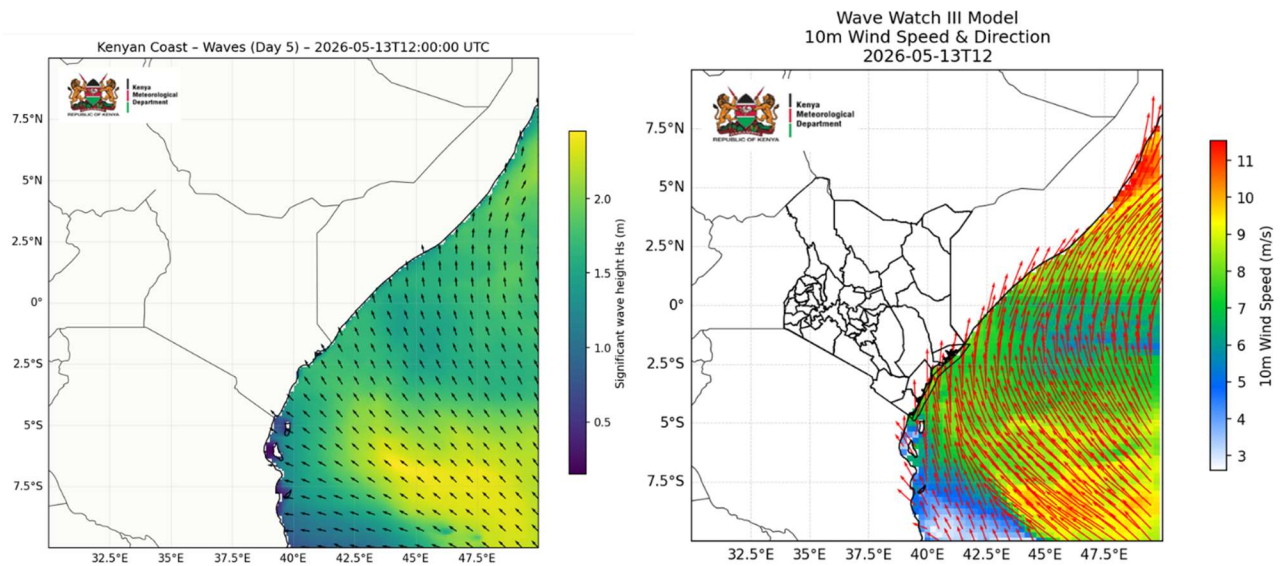 Kenyan Coast – Waves (Day 5) – 2026-05-13T12:00:00 UTC
Kenya
Meteorological
Department
REPUBLIC OF KENYA
7.5°N
5°N
2.5°N
0°
2.5°S
5°S
7.5°S
32.5°E 35°E 37.5°E 40°E 42.5°E 45°E 47.5°E
2.0
1.5
1.0
0.5
Significant wave height Hs (m)
Wave Watch III Model
10m Wind Speed & Direction
2026-05-13T12
Kenya
Meteorological
Department
REPUBLIC OF KENYA
7.5°N
5°N
2.5°N
0°
2.5°S
5°S
7.5°S
32.5°E 35°E 37.5°E 40°E 42.5°E 45°E 47.5°E
11
10
9
8
7
6
5
4
3
10m Wind Speed (m/s)